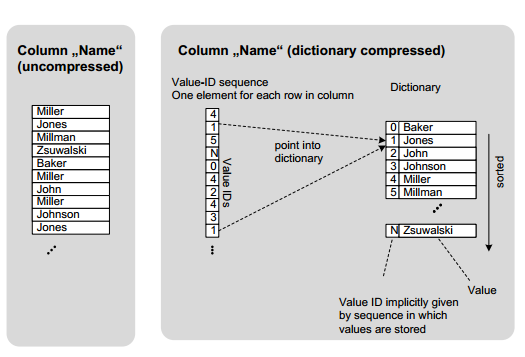 Column „Name“
(uncompressed)
Miller
Jones
Millman
Zsuwalski
Baker
Miller
John
Miller
Johnson
Jones
Column „Name“ (dictionary compressed)
Value-ID sequence
One element for each row in column
4
1
5
N
0
4
2
4
3
1
Value IDs
point into
dictionary
Dictionary
0 Baker
1 Jones
2 John
3 Johnson
4 Miller
5 Millman
N Zsuwalski
sorted
Value
Value ID implicitly given
by sequence in which
values are stored